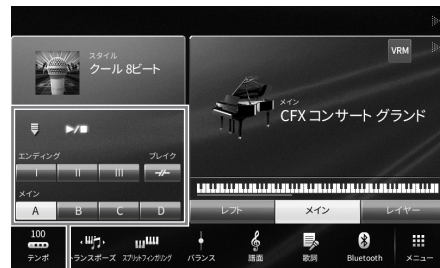 スタイル
クール 8ビート
VRM
メイン
CFX コンサート グランド
エンディング
ブレイク
I
II
III
メイン
A
B
C
D
レフト
メイン
レイヤー
100
テンポ
トランスポーズ
スプリットフィンガリング
バランス
譜面
歌詞
Bluetooth
メニュー